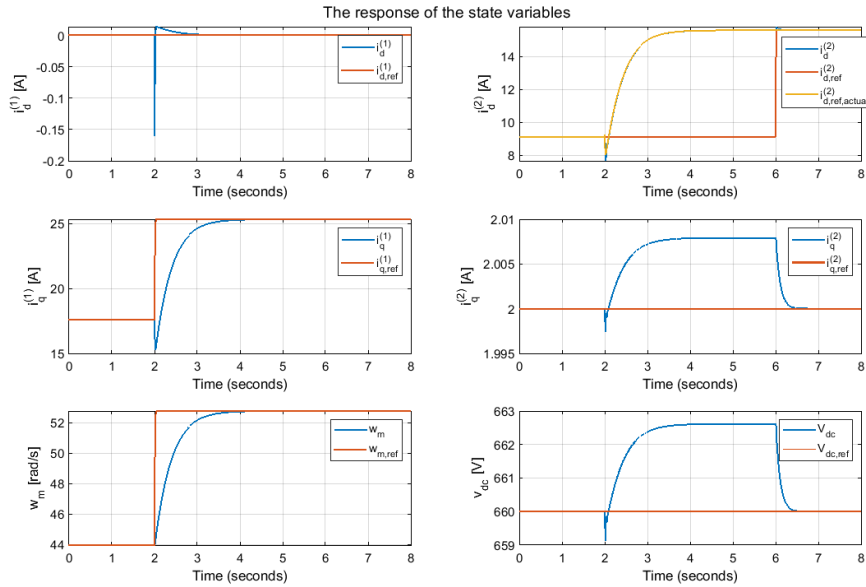 The response of the state variables
i_d^(1) [A]
0
-0.05
-0.1
-0.15
-0.2
i_d^(1)
i_d,ref^(1)
0 1 2 3 4 5 6 7 8
Time (seconds)
i_d^(2) [A]
14
12
10
8
i_d^(2)
i_d,ref^(2)
i_d,ref,actua^(2)
0 1 2 3 4 5 6 7 8
Time (seconds)
i_q^(1) [A]
25
20
15
i_q^(1)
i_q,ref^(1)
0 1 2 3 4 5 6 7 8
Time (seconds)
i_q^(2) [A]
2.01
2.005
2
1.995
i_q^(2)
i_q,ref^(2)
0 1 2 3 4 5 6 7 8
Time (seconds)
w_m [rad/s]
52
50
48
46
44
w_m
w_m,ref
0 1 2 3 4 5 6 7 8
Time (seconds)
v_dc [V]
663
662
661
660
659
V_dc
V_dc,ref
0 1 2 3 4 5 6 7 8
Time (seconds)